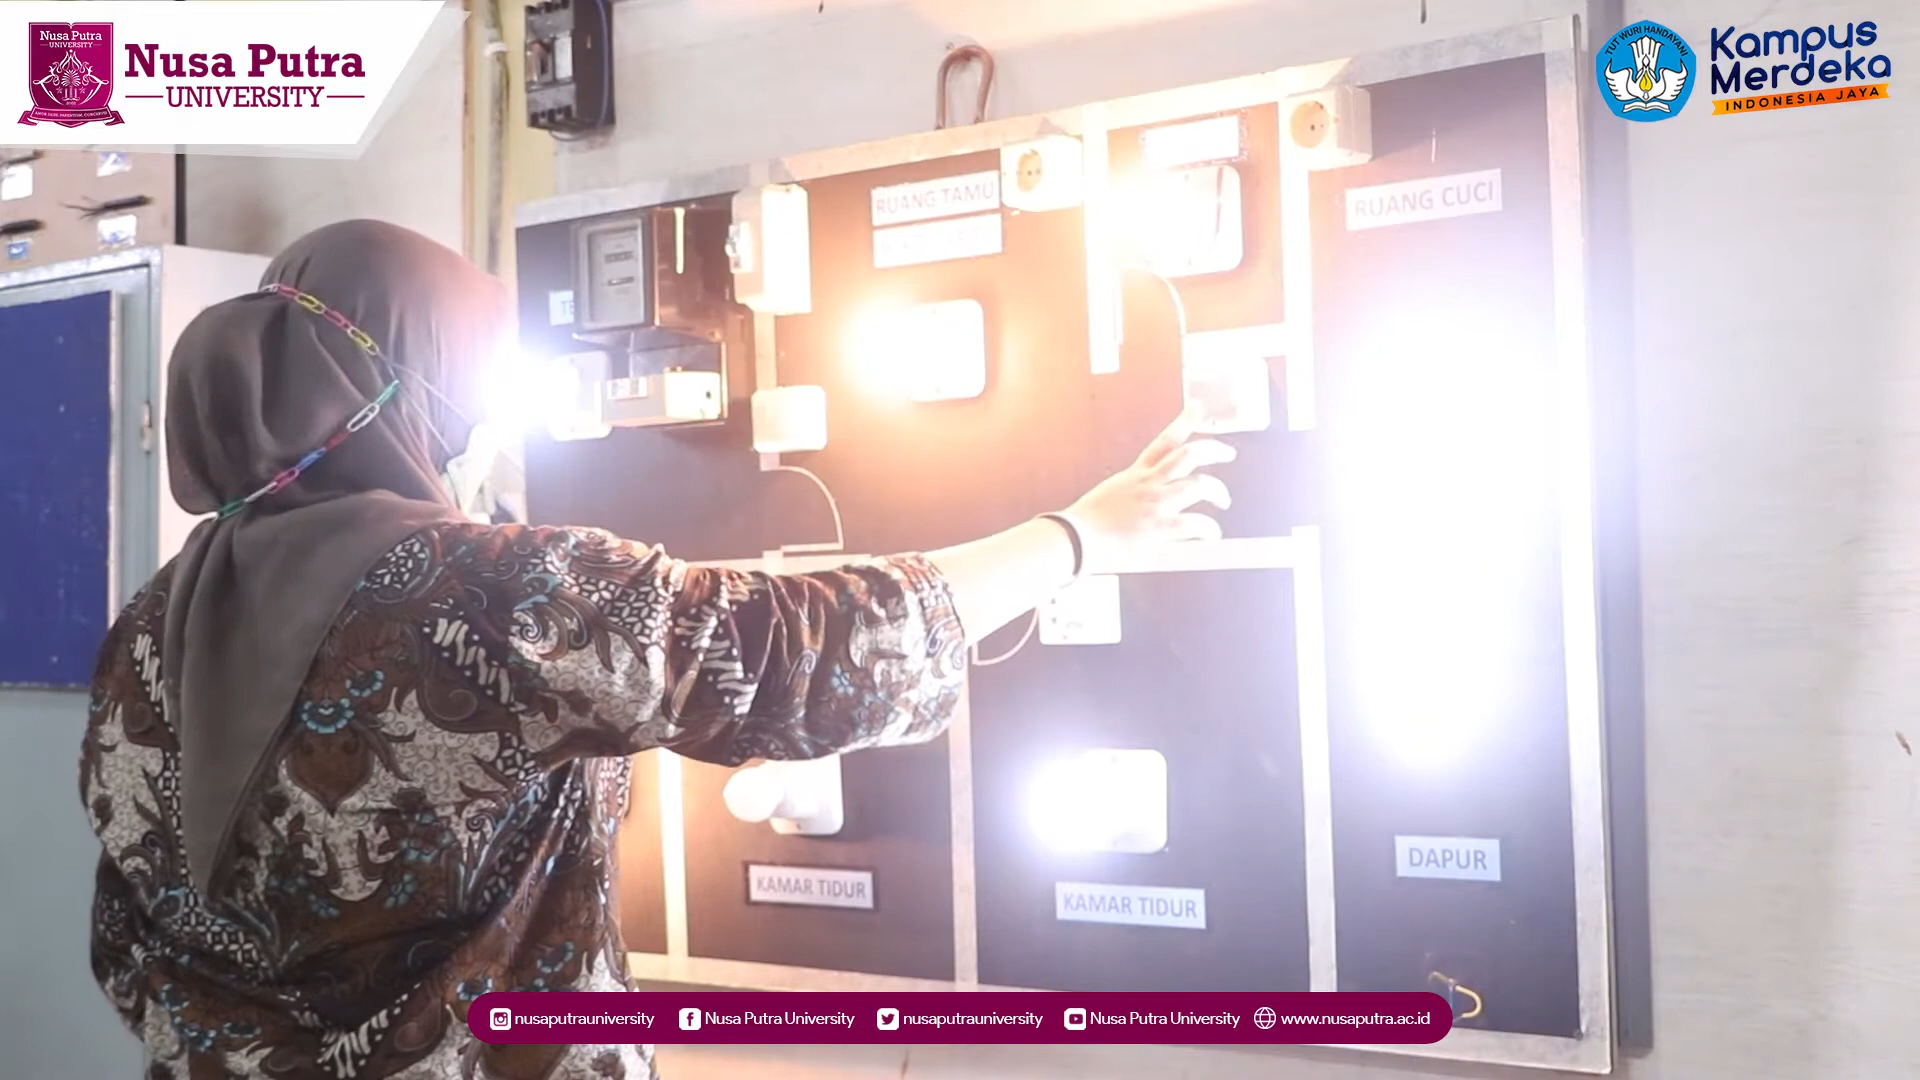 Nusa Putra
UNIVERSITY
Nusa Putra
UNIVERSITY
TUT WURI HANDAYANI
Kampus
Merdeka
INDONESIA JAYA
RUANG TAMU
RUANG CUCI
KAMAR TIDUR
KAMAR TIDUR
DAPUR
nusaputrauniversity
Nusa Putra University
nusaputrauniversity
Nusa Putra University
www.nusaputra.ac.id